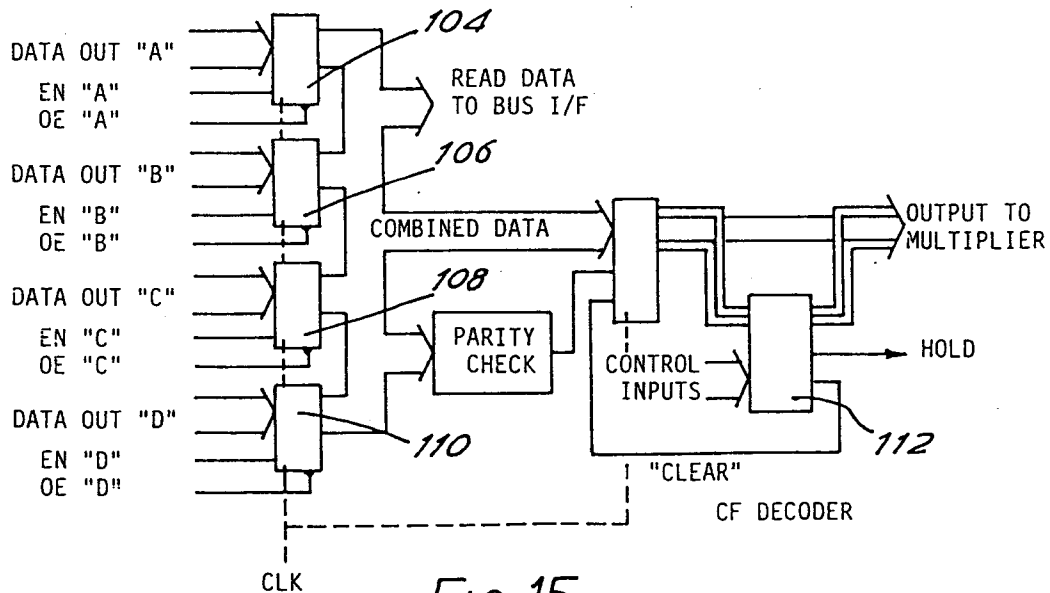 104
DATA OUT "A"
READ DATA
TO BUS I/F
EN "A"
OE "A"
106
DATA OUT "B"
EN "B"
OE "B"
COMBINED DATA
OUTPUT TO
MULTIPLIER
108
DATA OUT "C"
EN "C"
OE "C"
PARITY
CHECK
CONTROL
INPUTS
HOLD
DATA OUT "D"
110
112
EN "D"
OE "D"
"CLEAR"
CF DECODER
CLK
FIG. 15